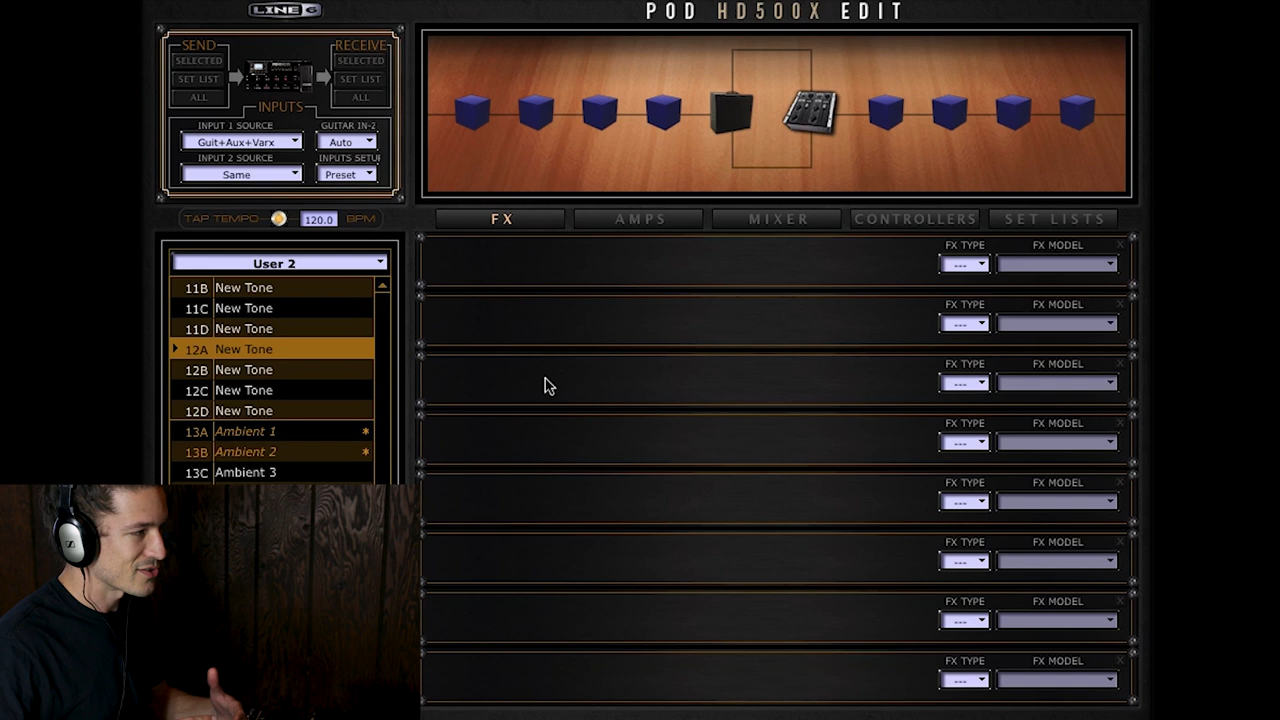 LINE 6
POD HD500X EDIT
SEND
RECEIVE
SELECTED
SELECTED
SET LIST
SET LIST
ALL
ALL
INPUTS
INPUT 1 SOURCE
GUITAR IN-Z
Guit+Aux+Varx
Auto
INPUT 2 SOURCE
INPUTS SETUP
Same
Preset
TAP TEMPO
120.0
BPM
FX
AMPS
MIXER
CONTROLLERS
SET LISTS
User 2
11B New Tone
11C New Tone
11D New Tone
12A New Tone
12B New Tone
12C New Tone
12D New Tone
13A Ambient 1 *
13B Ambient 2 *
13C Ambient 3
FX TYPE FX MODEL X
---
FX TYPE FX MODEL X
---
FX TYPE FX MODEL X
---
FX TYPE FX MODEL X
---
FX TYPE FX MODEL X
---
FX TYPE FX MODEL X
---
FX TYPE FX MODEL X
---
FX TYPE FX MODEL X
---